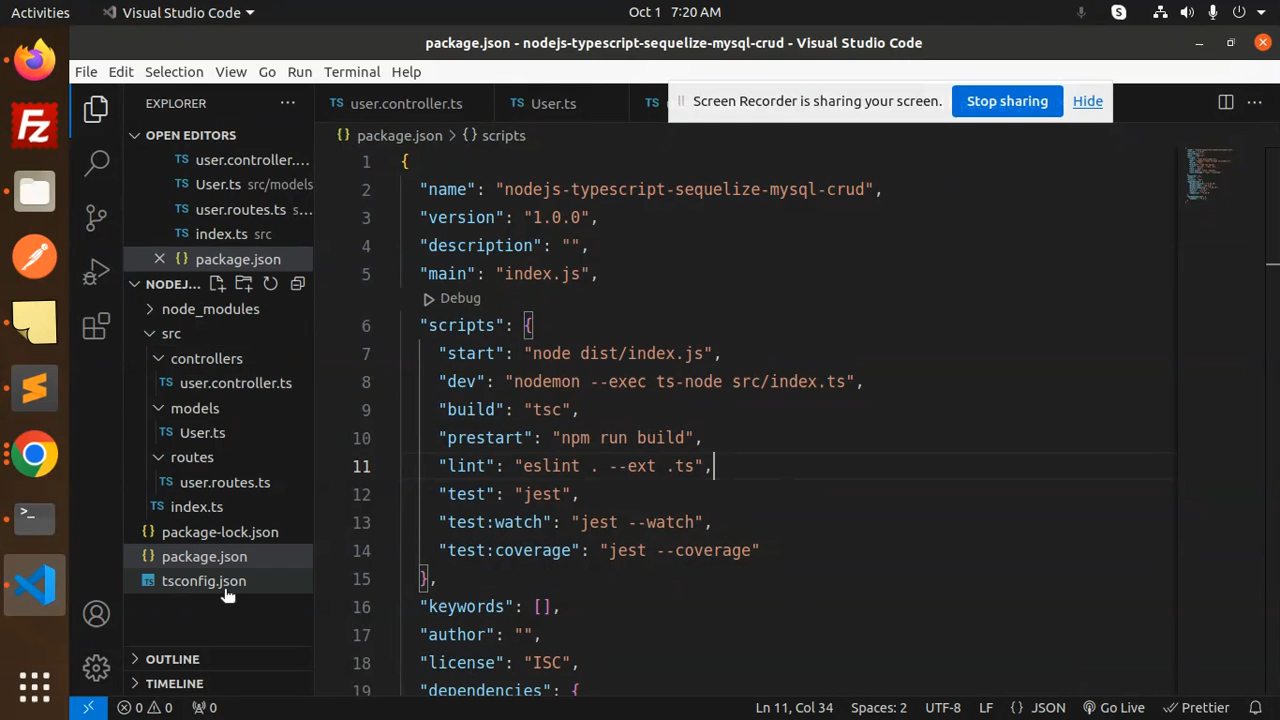 Activities
Visual Studio Code
Oct 1 7:20 AM
package.json - nodejs-typescript-sequelize-mysql-crud - Visual Studio Code
File Edit Selection View Go Run Terminal Help
Screen Recorder is sharing your screen.
Stop sharing
Hide
EXPLORER
OPEN EDITORS
TS user.controller....
TS User.ts src/models
TS user.routes.ts s...
TS index.ts src
{} package.json
NODEJ...
node_modules
src
controllers
TS user.controller.ts
models
TS User.ts
routes
TS user.routes.ts
TS index.ts
{} package-lock.json
{} package.json
TS tsconfig.json
OUTLINE
TIMELINE
TS user.controller.ts
TS User.ts
TS
{} package.json > {} scripts
1 {
2 "name": "nodejs-typescript-sequelize-mysql-crud",
3 "version": "1.0.0",
4 "description": "",
5 "main": "index.js",
Debug
6 "scripts": {
7 "start": "node dist/index.js",
8 "dev": "nodemon --exec ts-node src/index.ts",
9 "build": "tsc",
10 "prestart": "npm run build",
11 "lint": "eslint . --ext .ts",
12 "test": "jest",
13 "test:watch": "jest --watch",
14 "test:coverage": "jest --coverage"
15 },
16 "keywords": [],
17 "author": "",
18 "license": "ISC",
19 "dependencies": {
0 0 0
Ln 11, Col 34
Spaces: 2
UTF-8
LF
{} JSON
Go Live
Prettier